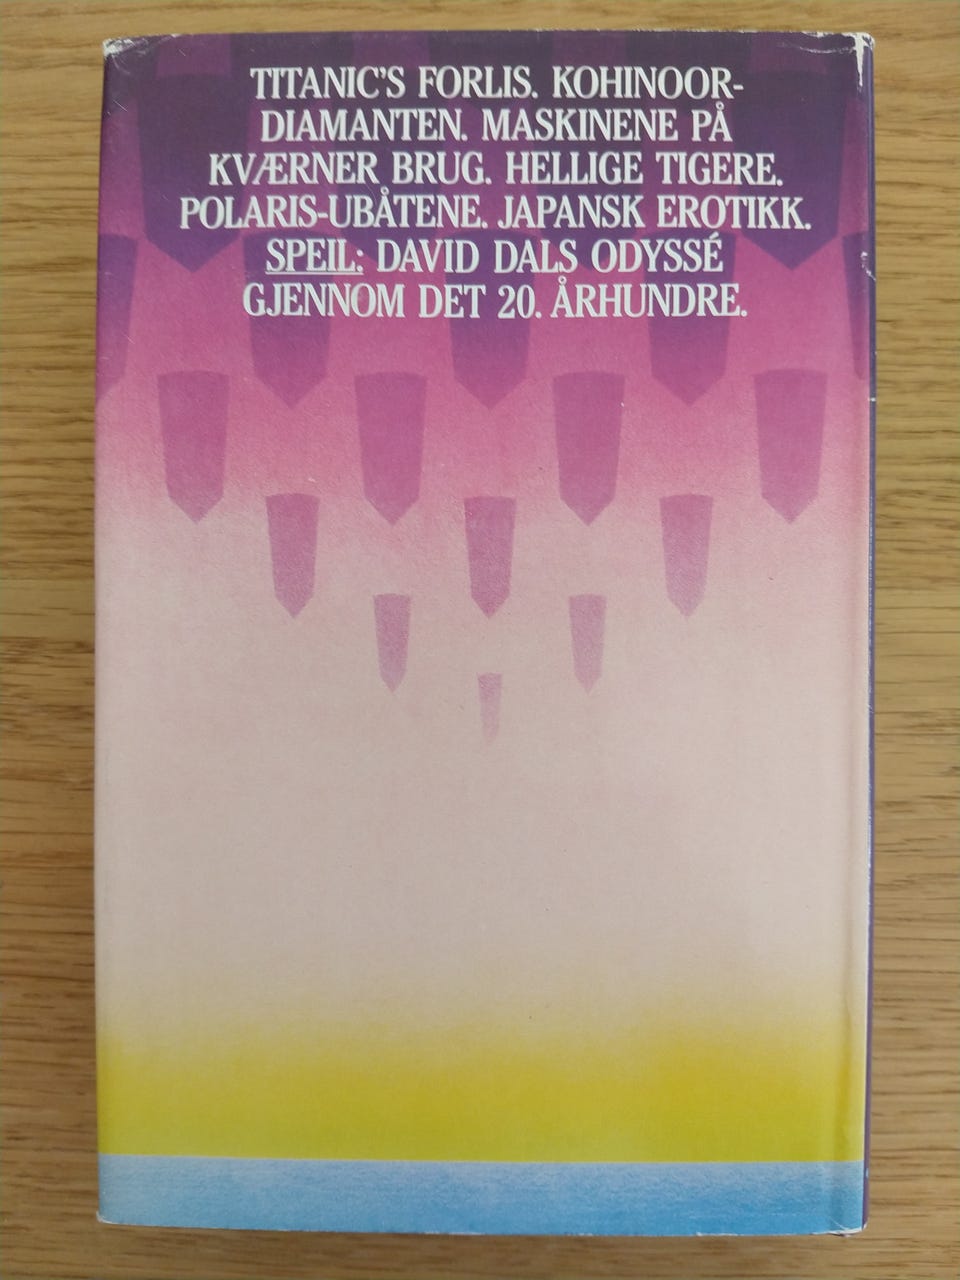 TITANIC'S FORLIS. KOHINOOR-
DIAMANTEN. MASKINENE PÅ
KVÆRNER BRUG. HELLIGE TIGERE.
POLARIS-UBÅTENE. JAPANSK EROTIKK.
SPEIL: DAVID DALS ODYSSÉ
GJENNOM DET 20. ÅRHUNDRE.